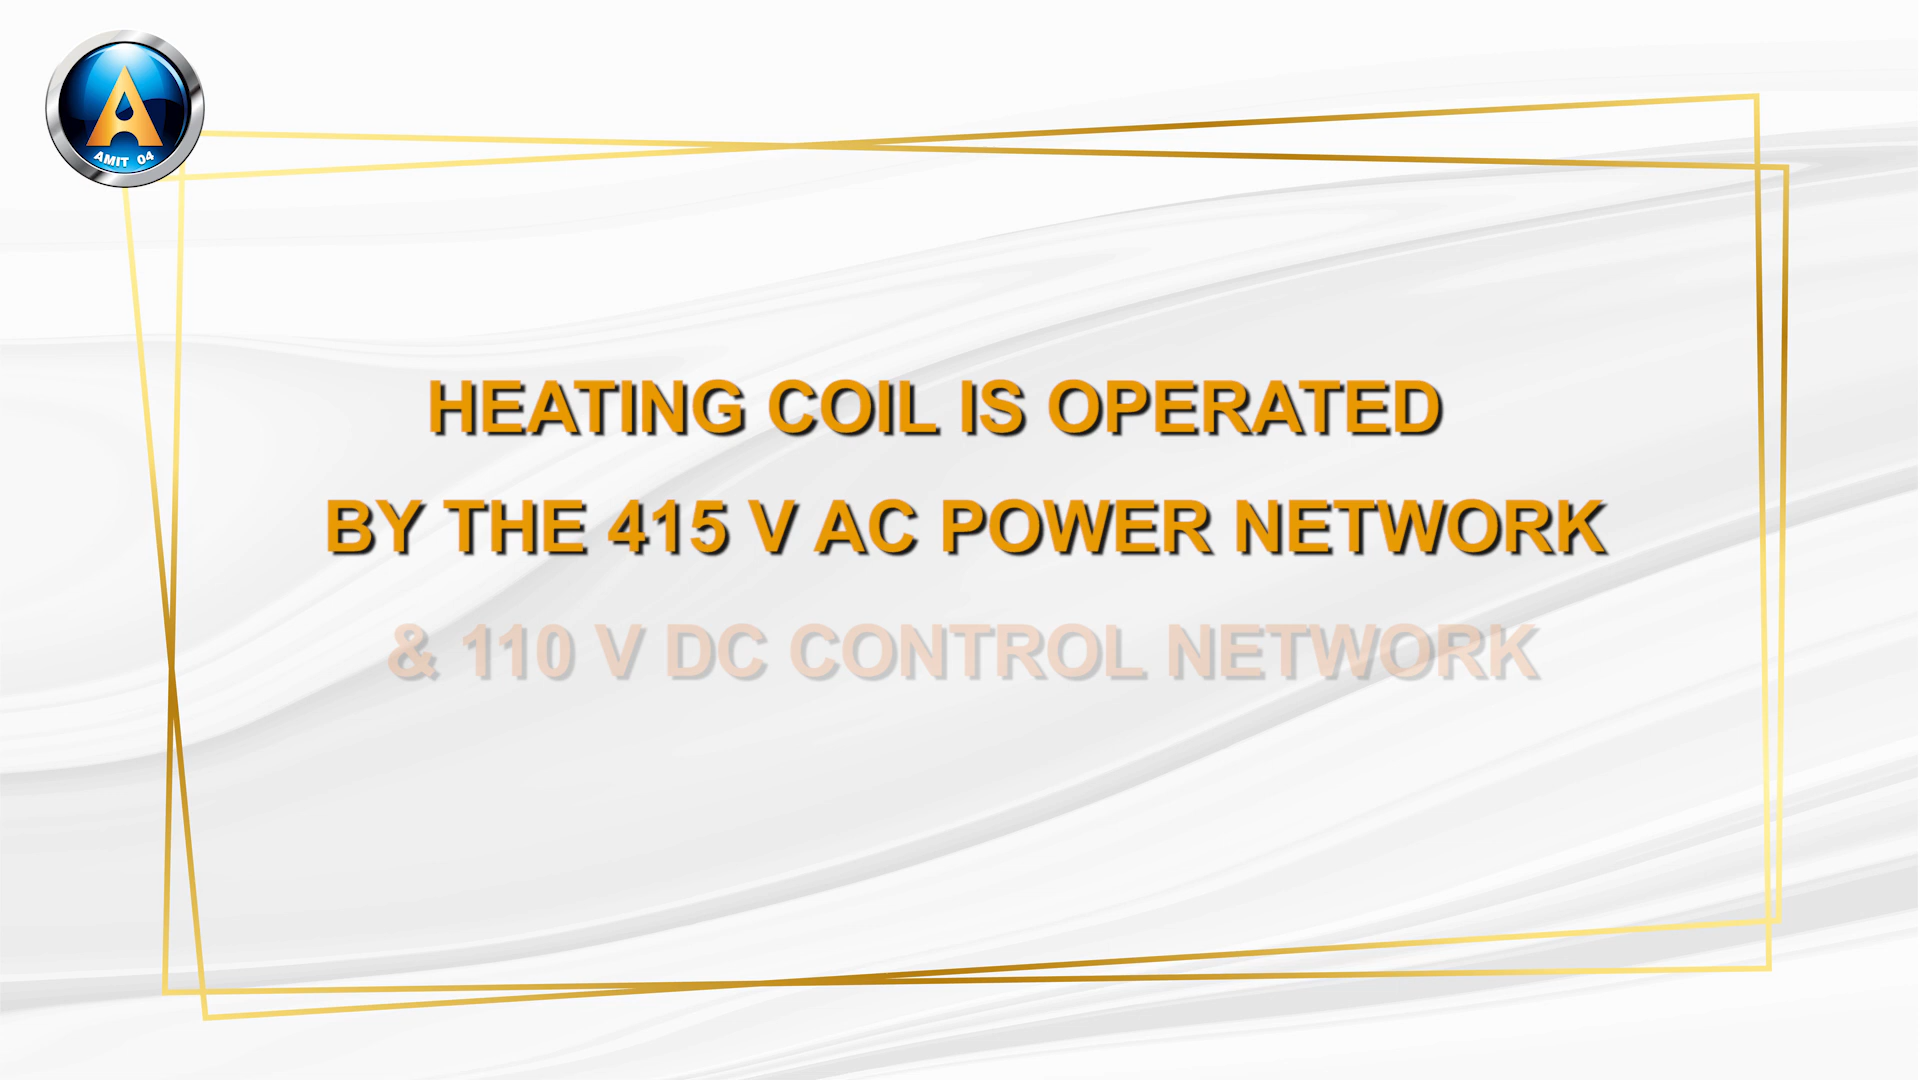 A
AMIT 04
HEATING COIL IS OPERATED
BY THE 415 V AC POWER NETWORK
& 110 V DC CONTROL NETWORK